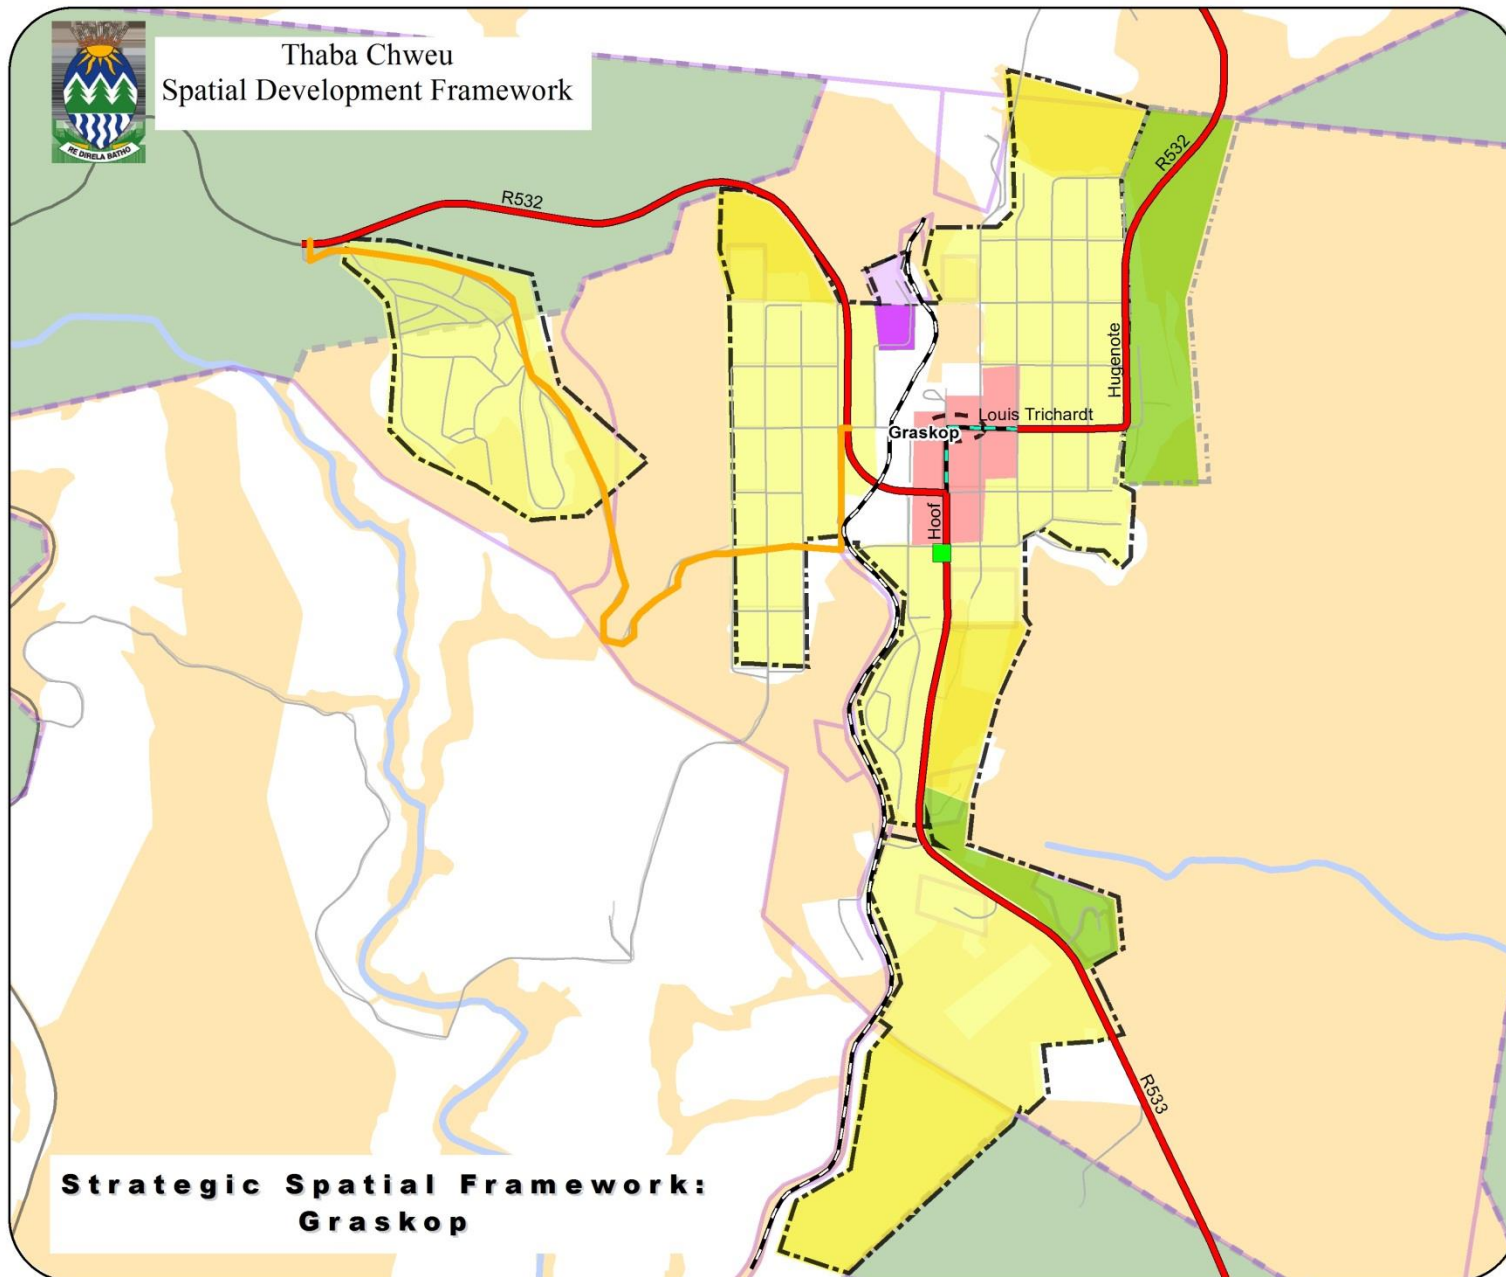 Thaba Chweu
Spatial Development Framework
RE DIRELA BATHO
R532
R532
Hugenote
Louis Trichardt
Graskop
Hoof
R533
Strategic Spatial Framework:
Graskop